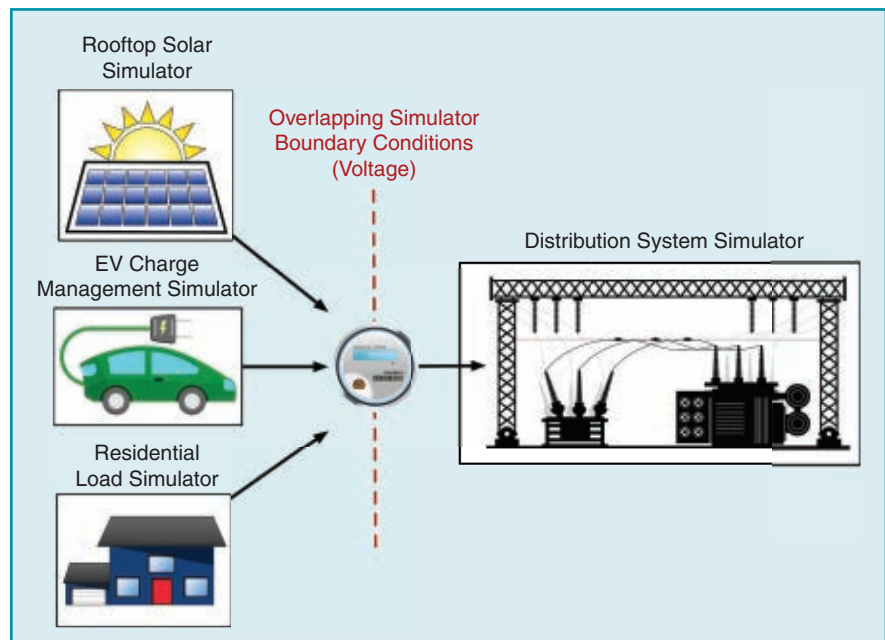 Rooftop Solar
Simulator
Overlapping Simulator
Boundary Conditions
(Voltage)
Distribution System Simulator
EV Charge
Management Simulator
Residential
Load Simulator